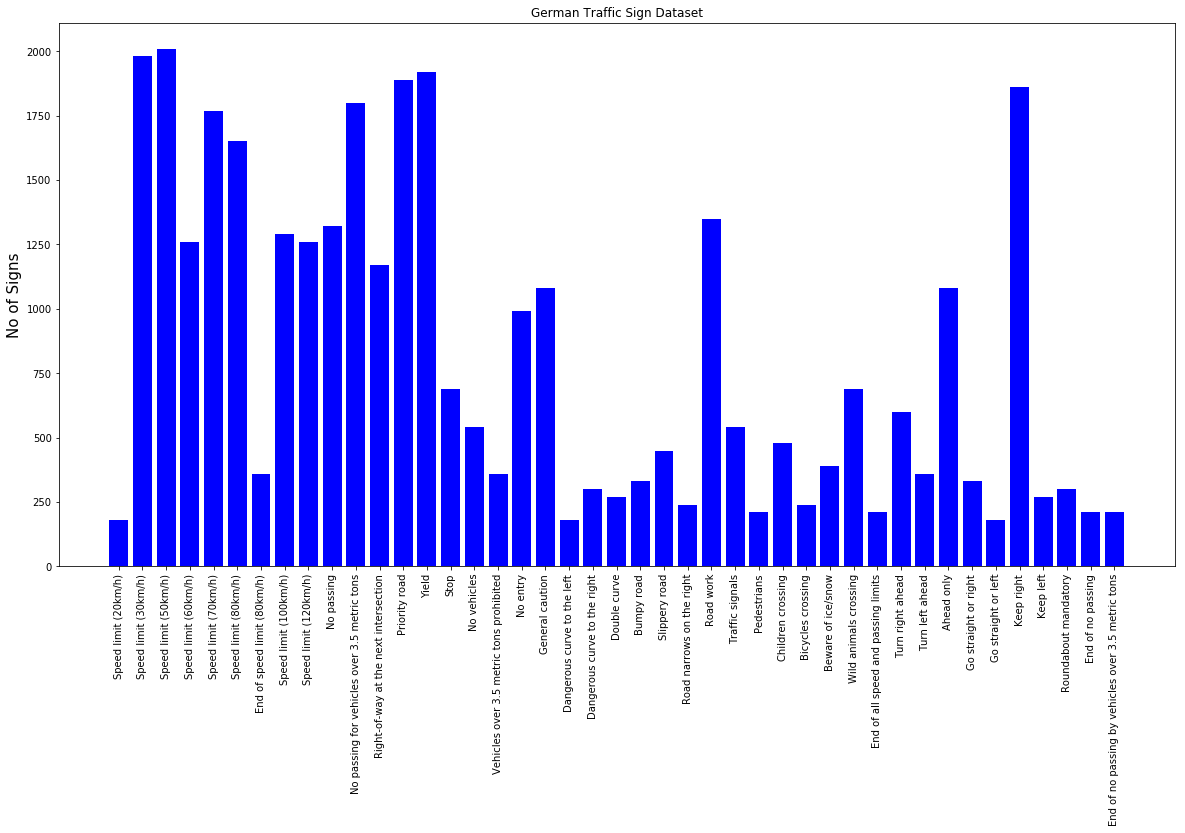 German Traffic Sign Dataset
No of Signs
2000
1750
1500
1250
1000
750
500
250
0
Speed limit (20km/h)
Speed limit (30km/h)
Speed limit (50km/h)
Speed limit (60km/h)
Speed limit (70km/h)
Speed limit (80km/h)
End of speed limit (80km/h)
Speed limit (100km/h)
Speed limit (120km/h)
No passing
No passing for vehicles over 3.5 metric tons
Right-of-way at the next intersection
Priority road
Yield
Stop
No vehicles
Vehicles over 3.5 metric tons prohibited
No entry
General caution
Dangerous curve to the left
Dangerous curve to the right
Double curve
Bumpy road
Slippery road
Road narrows on the right
Road work
Traffic signals
Pedestrians
Children crossing
Bicycles crossing
Beware of ice/snow
Wild animals crossing
End of all speed and passing limits
Turn right ahead
Turn left ahead
Ahead only
Go straight or right
Go straight or left
Keep right
Keep left
Roundabout mandatory
End of no passing
End of no passing by vehicles over 3.5 metric tons